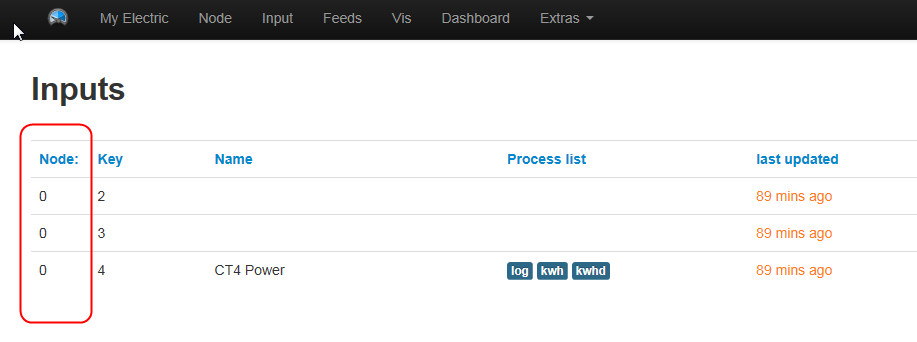 My Electric Node Input Feeds Vis Dashboard Extras
Inputs
Node: Key Name Process list last updated
0 2 89 mins ago
0 3 89 mins ago
0 4 CT4 Power log kwh kwhd 89 mins ago